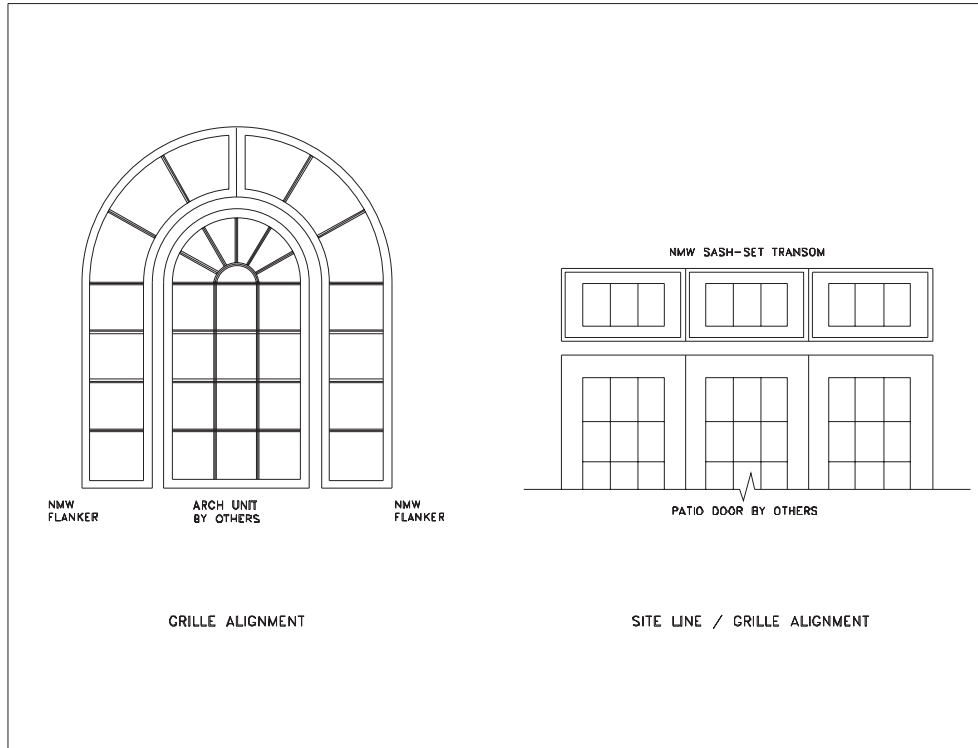 NMW SASH-SET TRANSOM
NMW
FLANKER
ARCH UNIT
BY OTHERS
NMW
FLANKER
PATIO DOOR BY OTHERS
GRILLE ALIGNMENT
SITE LINE / GRILLE ALIGNMENT